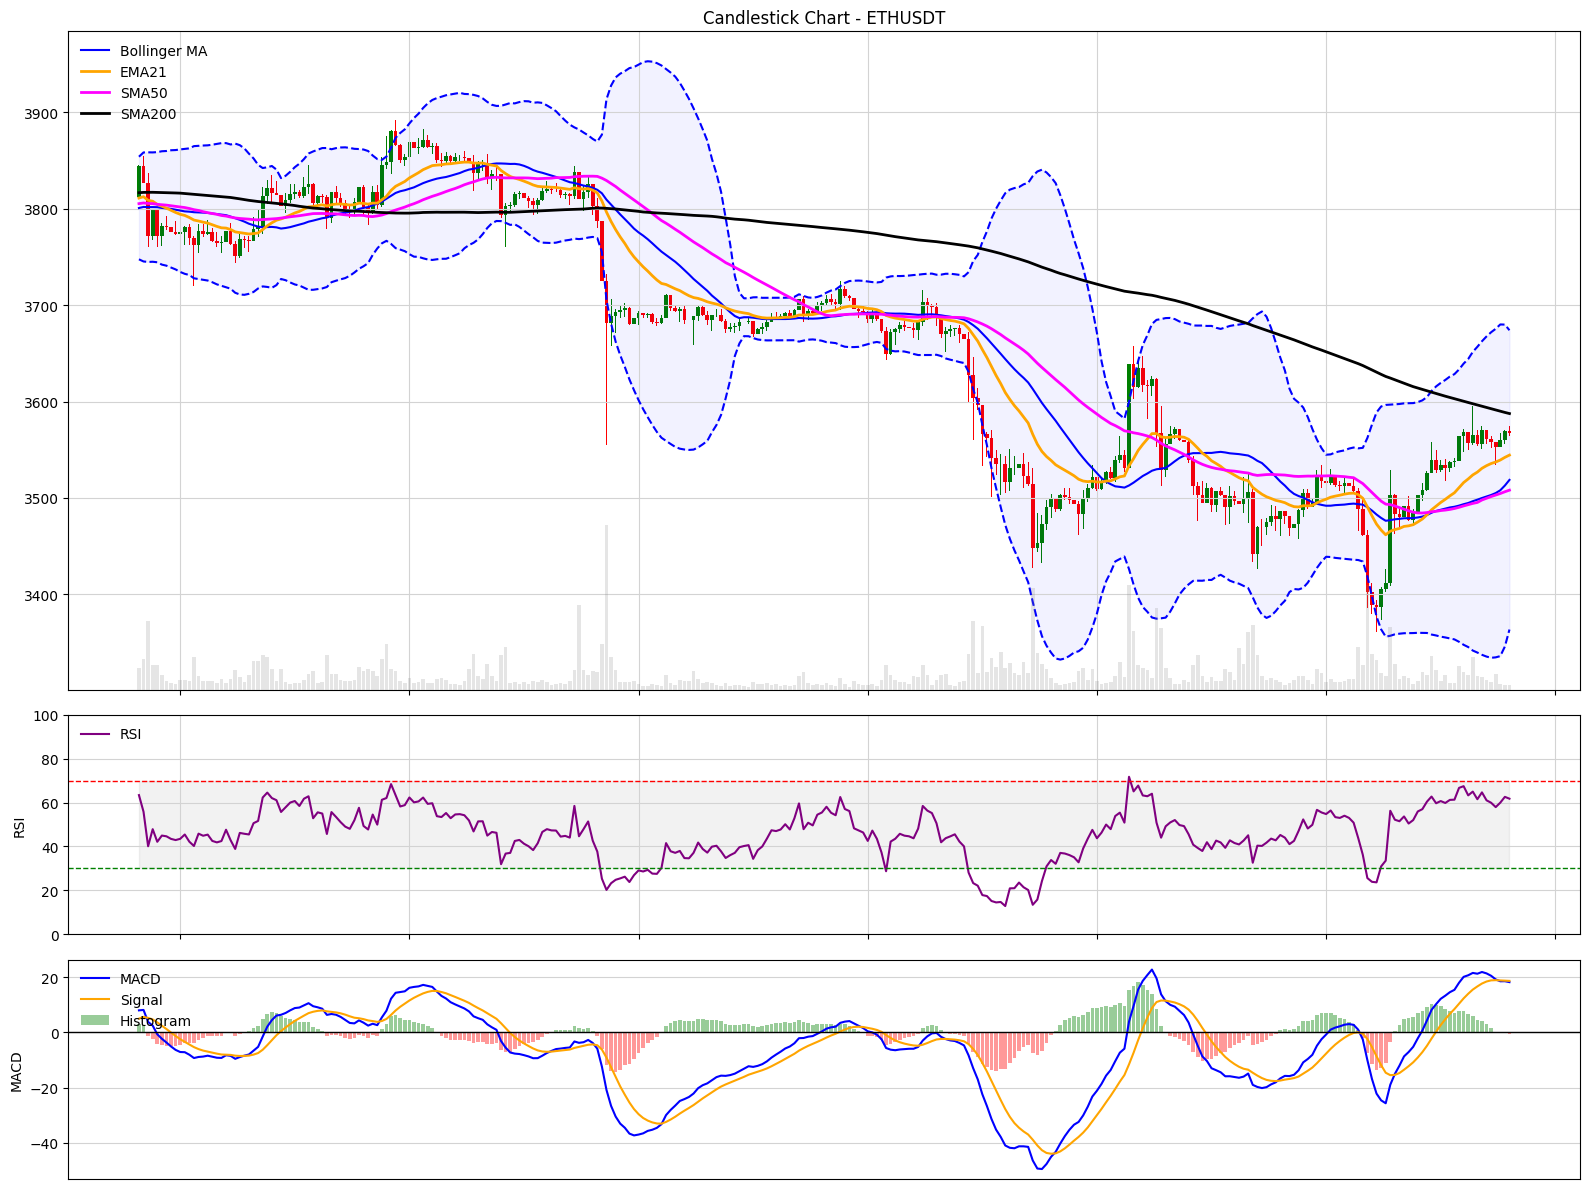 Candlestick Chart - ETHUSDT
Bollinger MA
EMA21
SMA50
SMA200
3900
3800
3700
3600
3500
3400
RSI
100
80
60
40
20
0
RSI
MACD
Signal
Histogram
20
0
−20
−40
MACD